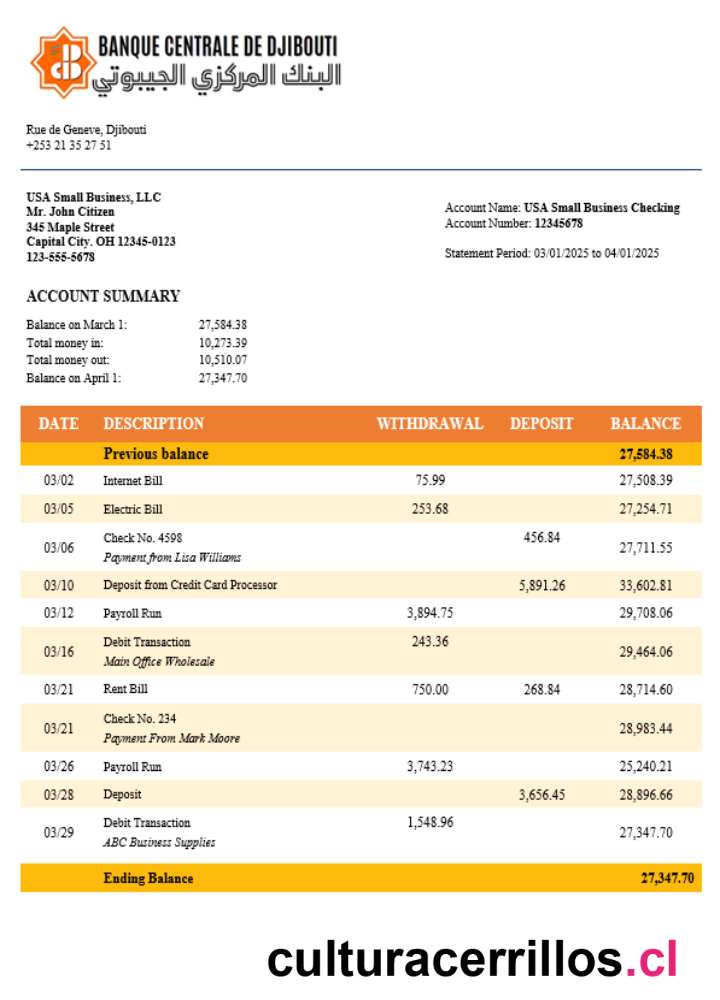 BANQUE CENTRALE DE DJIBOUTI
البنك المركزي الجيبوتي
Rue de Geneve, Djibouti
+253 21 35 27 51
USA Small Business, LLC
Mr. John Citizen
345 Maple Street
Capital City. OH 12345-0123
123-555-5678
Account Name: USA Small Business Checking
Account Number: 12345678
Statement Period: 03/01/2025 to 04/01/2025
ACCOUNT SUMMARY
Balance on March 1: 27,584.38
Total money in: 10,273.39
Total money out: 10,510.07
Balance on April 1: 27,347.70
DATE DESCRIPTION WITHDRAWAL DEPOSIT BALANCE
Previous balance 27,584.38
03/02 Internet Bill 75.99 27,508.39
03/05 Electric Bill 253.68 27,254.71
03/06 Check No. 4598 456.84 27,711.55
Payment from Lisa Williams
03/10 Deposit from Credit Card Processor 5,891.26 33,602.81
03/12 Payroll Run 3,894.75 29,708.06
03/16 Debit Transaction 243.36 29,464.06
Main Office Wholesale
03/21 Rent Bill 750.00 268.84 28,714.60
03/21 Check No. 234 28,983.44
Payment From Mark Moore
03/26 Payroll Run 3,743.23 25,240.21
03/28 Deposit 3,656.45 28,896.66
03/29 Debit Transaction 1,548.96 27,347.70
ABC Business Supplies
Ending Balance 27,347.70
culturacerrillos.cl